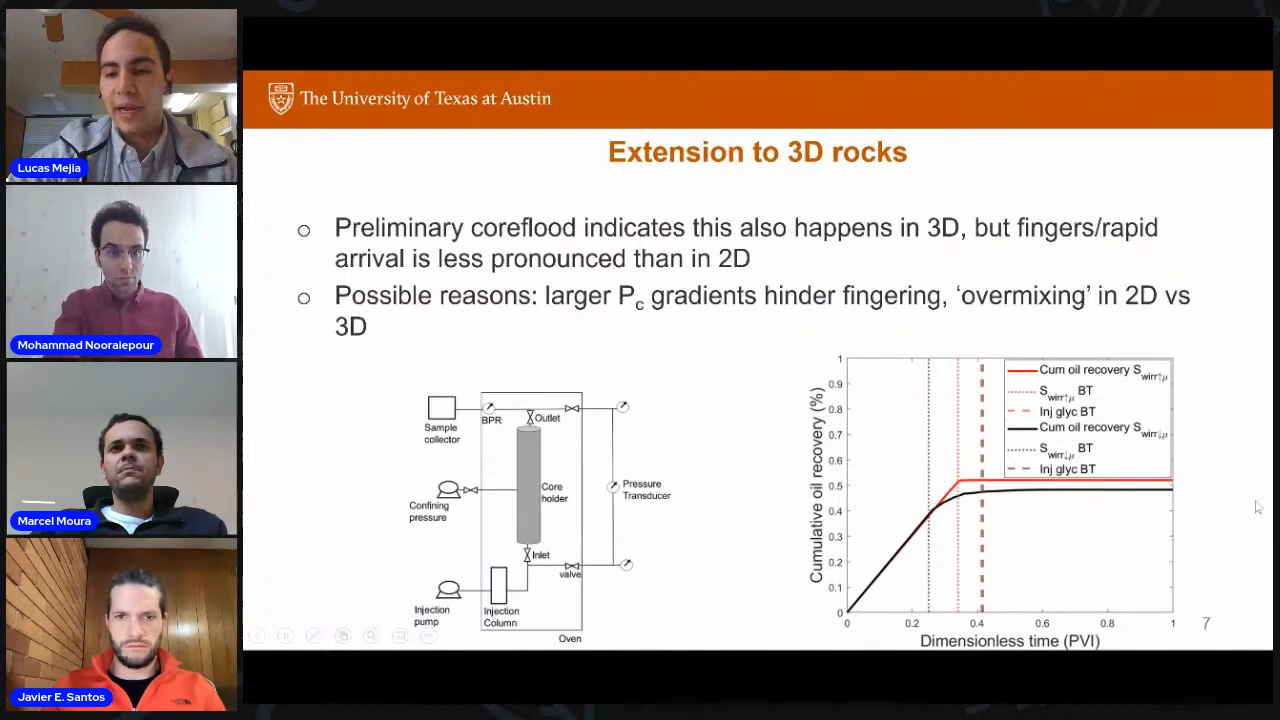 Lucas Mejia
Mohammad Nooralepour
Marcel Moura
Javier E. Santos
The University of Texas at Austin
Extension to 3D rocks
Preliminary coreflood indicates this also happens in 3D, but fingers/rapid
arrival is less pronounced than in 2D
Possible reasons: larger Pc gradients hinder fingering, ‘overmixing’ in 2D vs
3D
Sample
collector
BPR
Outlet
Confining
pressure
Core
holder
Pressure
Transducer
Inlet
valve
Injection
pump
Injection
Column
Oven
Cumulative oil recovery (%)
1
0.9
0.8
0.7
0.6
0.5
0.4
0.3
0.2
0.1
0
Cum oil recovery Swirr↑μ
Swirr↑μ BT
Inj glyc BT
Cum oil recovery Swirr↓μ
Swirr↓μ BT
Inj glyc BT
0 0.2 0.4 0.6 0.8 1
Dimensionless time (PVI)
7